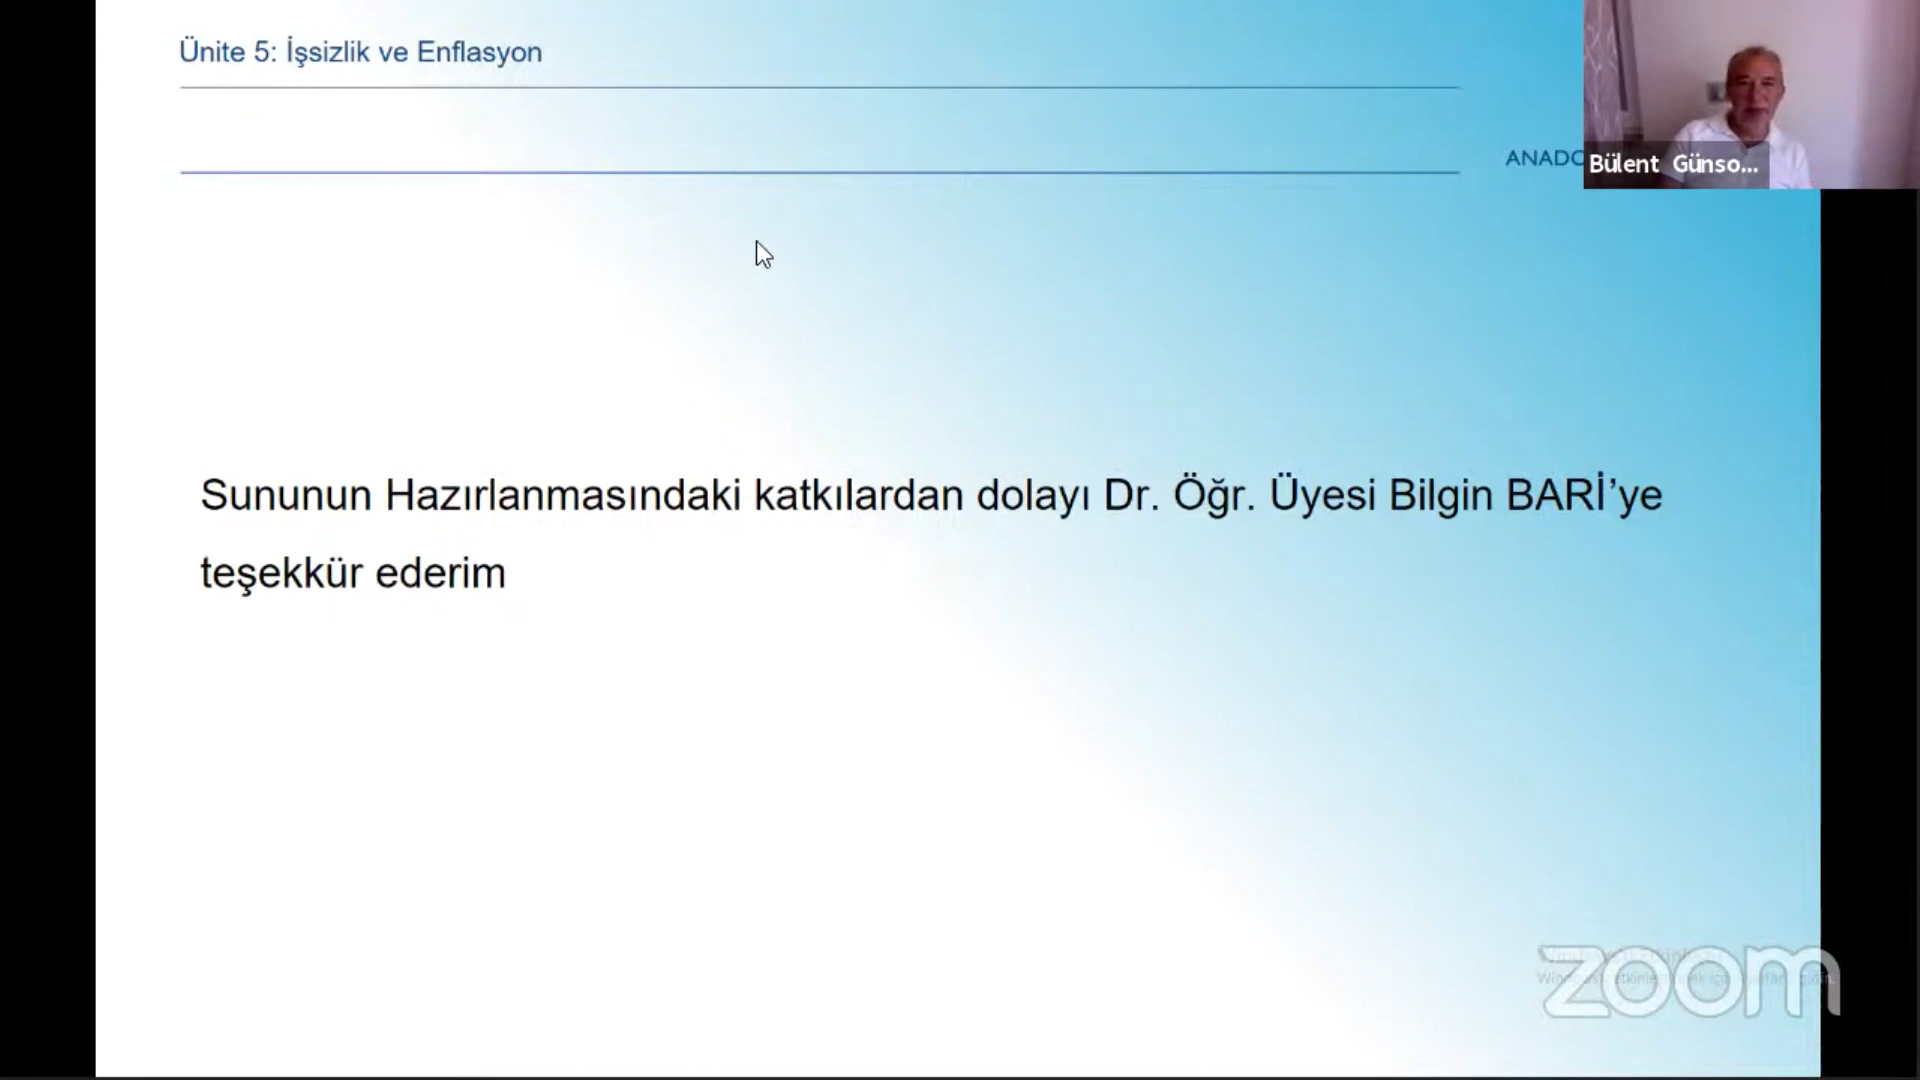 Ünite 5: İşsizlik ve Enflasyon
ANADO
Bülent Günso...
Sununun Hazırlanmasındaki katkılardan dolayı Dr. Öğr. Üyesi Bilgin BARİ’ye
teşekkür ederim
zoom